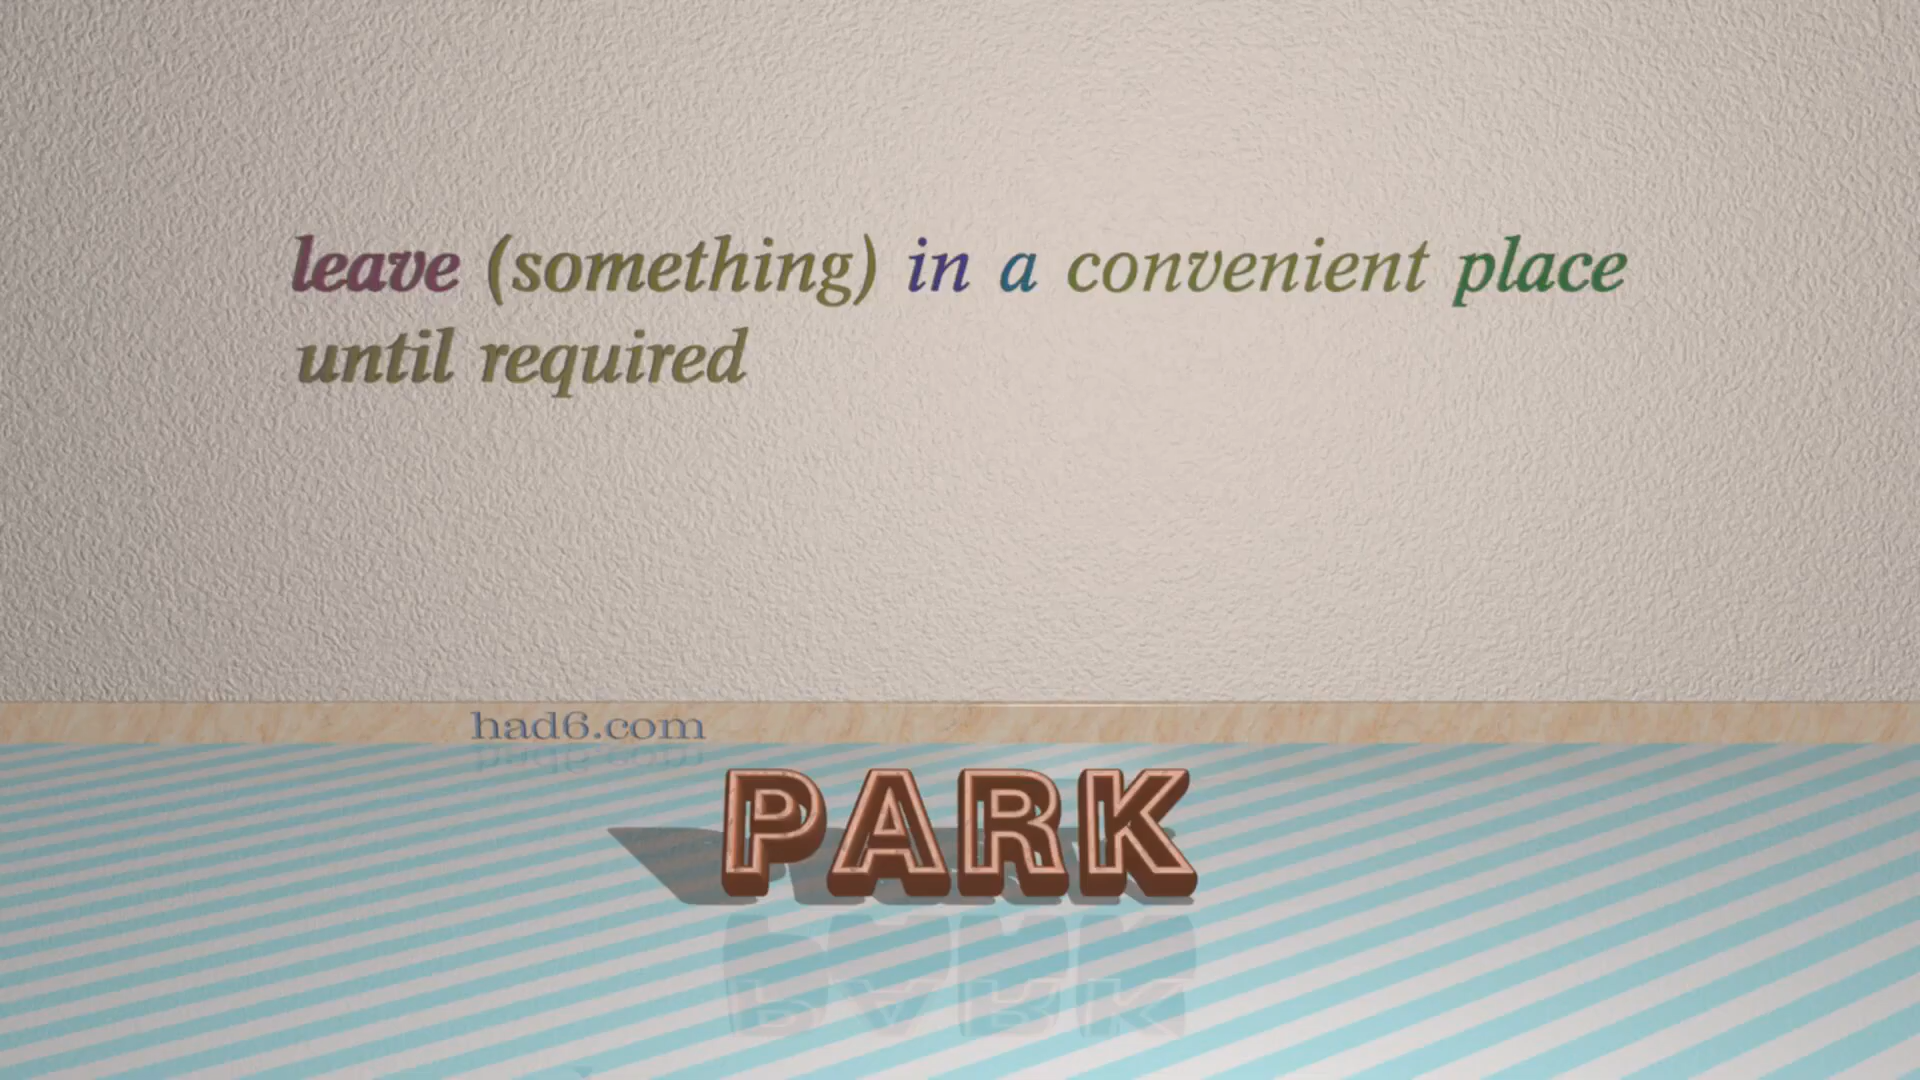 leave (something) in a convenient place
until required
had6.com
PARK